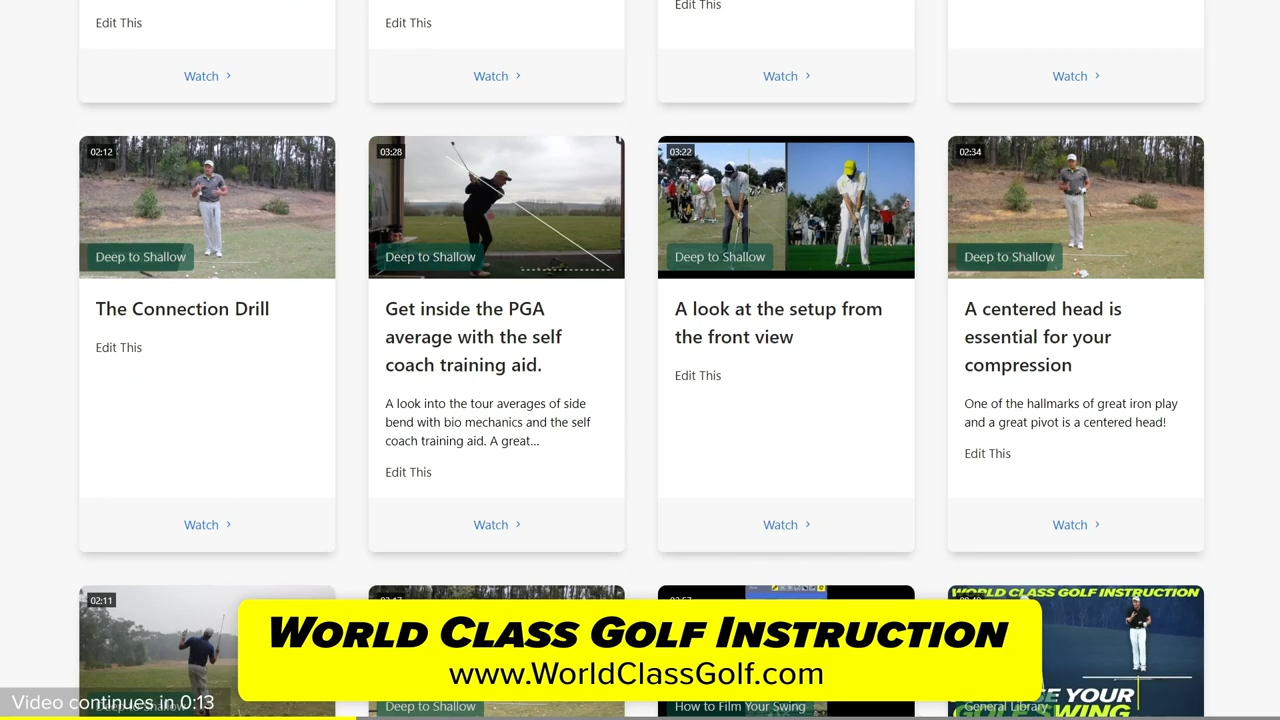 Edit This
Edit This
Edit This
Watch
Watch
Watch
Watch
02:12
Deep to Shallow
The Connection Drill
Edit This
Watch
03:28
Deep to Shallow
Get inside the PGA
average with the self
coach training aid.
A look into the tour averages of side
bend with bio mechanics and the self
coach training aid. A great...
Edit This
Watch
03:22
Deep to Shallow
A look at the setup from
the front view
Edit This
Watch
02:34
Deep to Shallow
A centered head is
essential for your
compression
One of the hallmarks of great iron play
and a great pivot is a centered head!
Edit This
Watch
02:11
Deep to Shallow
Deep to Shallow
How to Film Your Swing
WORLD CLASS GOLF INSTRUCTION
YOUR
GOLF SWING
General Library
World Class Golf Instruction
www.WorldClassGolf.com
Video continues in 0:13